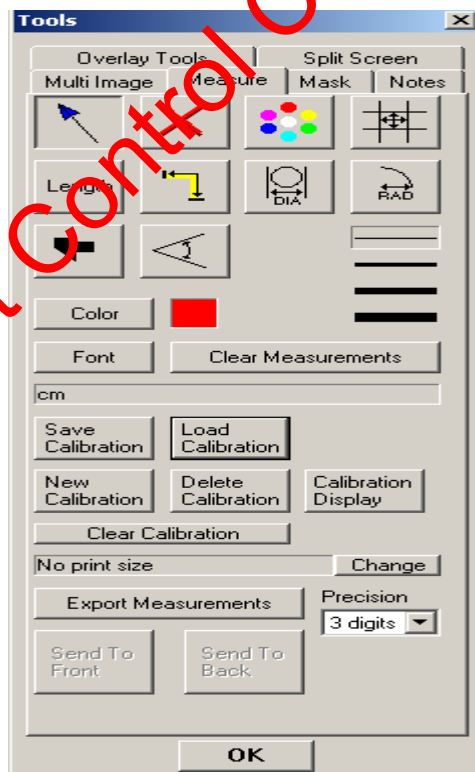 Tools
Overlay Tools Split Screen
Multi Image Measure Mask Notes
Length DIA RAD
Color
Font Clear Measurements
cm
Save Calibration Load Calibration
New Calibration Delete Calibration Calibration Display
Clear Calibration
No print size Change
Export Measurements Precision
3 digits
Send To Front Send To Back
OK
Control